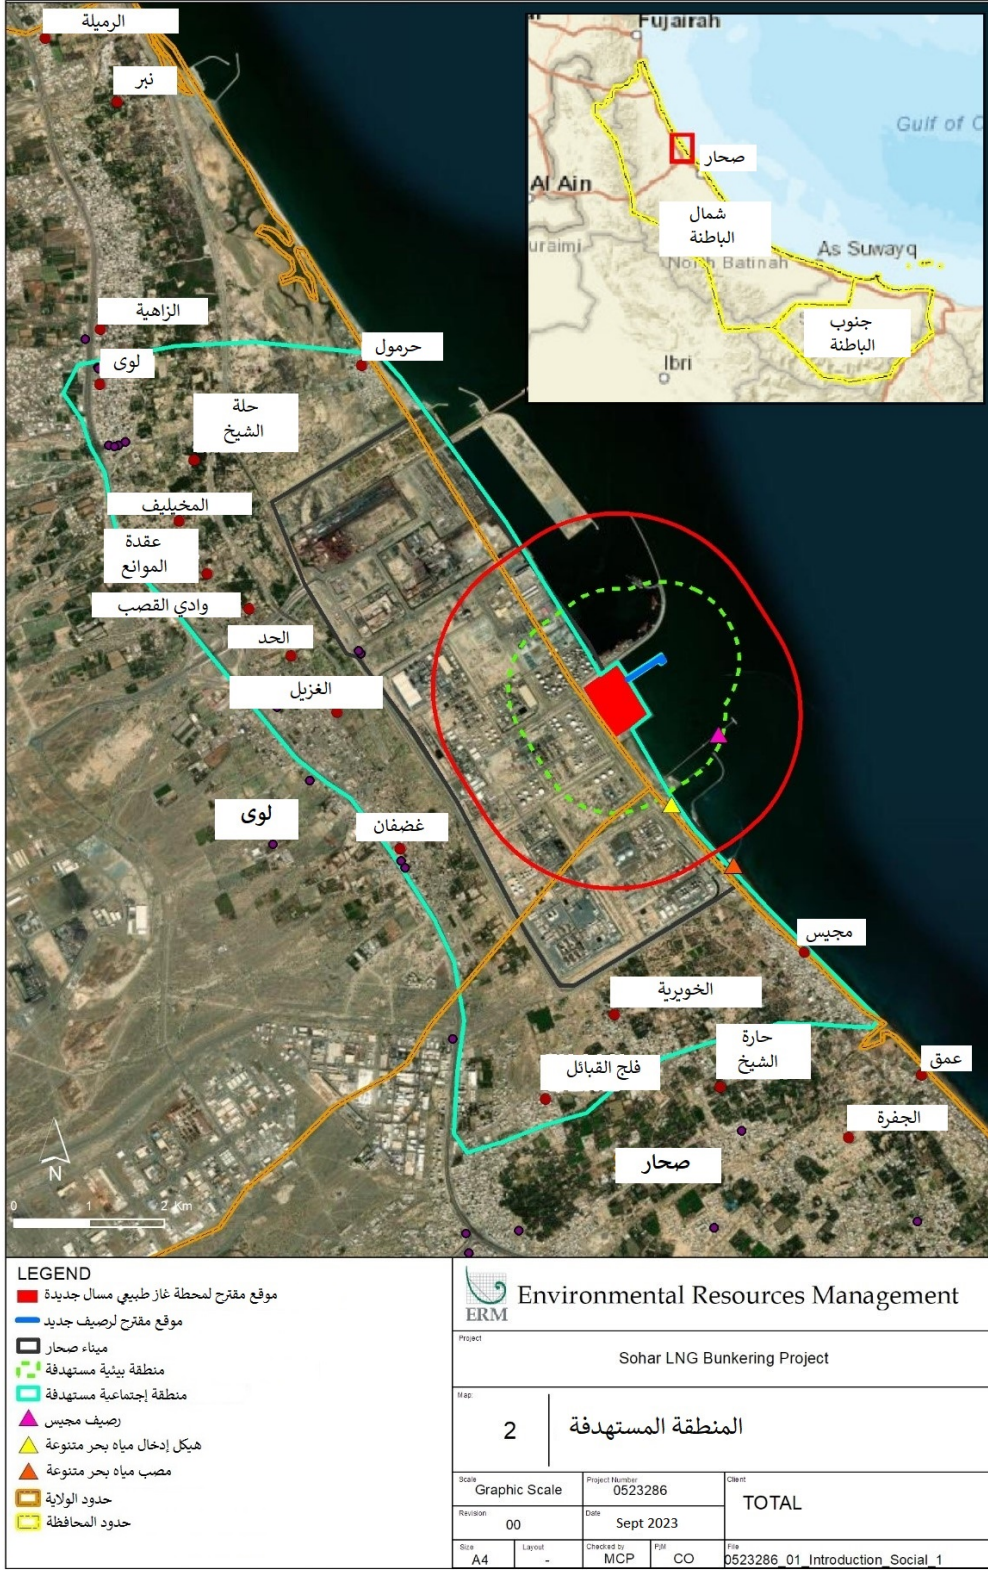 الرميلة
نبر
الزاهية
لوى
حرمول
حلة
الشيخ
المخيليف
عقدة
الموانع
وادي القصب
الحد
الغزيل
لوى
غضفان
مجيس
الخويرية
حارة
الشيخ
فلج القبائل
عمق
الجفرة
صحار
N
0 1 2 Km
Fujairah
Gulf of O
صحار
Al Ain
شمال
الباطنة
uraimi
North Batinah
As Suwayq
جنوب
الباطنة
Ibri
LEGEND
موقع مقترح لمحطة غاز طبيعي مسال جديدة
موقع مقترح لرصيف جديد
ميناء صحار
منطقة بيئية مستهدفة
منطقة إجتماعية مستهدفة
رصيف مجيس
هيكل إدخال مياه بحر متنوعة
مصب مياه بحر متنوعة
حدود الولاية
حدود المحافظة
ERM
Environmental Resources Management
Project
Sohar LNG Bunkering Project
Map:
2
المنطقة المستهدفة
Scale
Graphic Scale
Project Number
0523286
Client
TOTAL
Revision
00
Date
Sept 2023
Size
A4
Layout
-
Checked by
MCP
PjM
CO
File
0523286_01_Introduction_Social_1